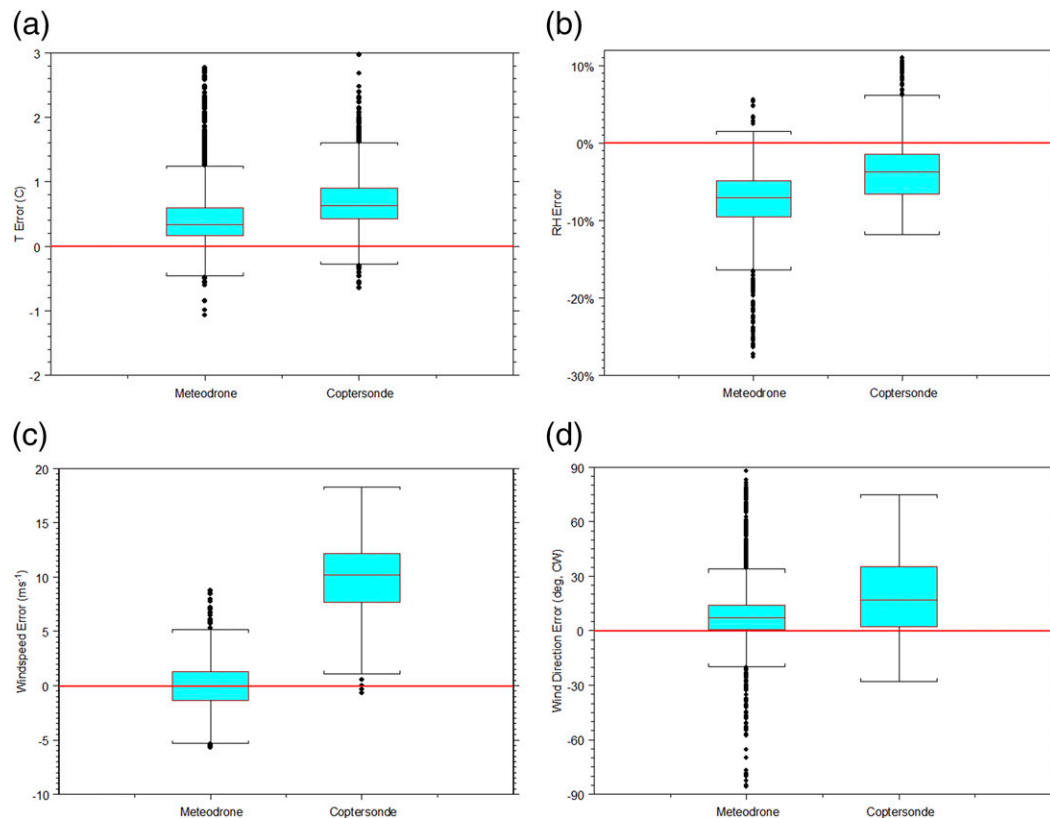 (a)
3
2
1
0
-1
-2
T Error (C)
Meteodrone
Coptersonde
(b)
10%
0%
-10%
-20%
-30%
RH Error
Meteodrone
Coptersonde
(c)
20
15
10
5
0
-5
-10
Windspeed Error (ms⁻¹)
Meteodrone
Coptersonde
(d)
90
60
30
0
-30
-60
-90
Wind Direction Error (deg, CW)
Meteodrone
Coptersonde